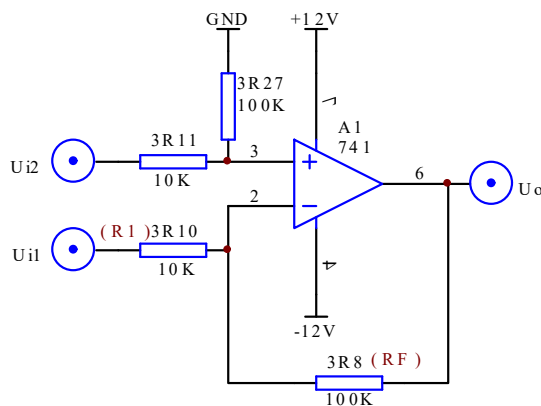 GND
+12V
3R27
100K
7
A1
741
3R11
3
+
6
Ui2
10K
2
−
Uo
(R1)
3R10
Ui1
10K
4
-12V
3R8
(RF)
100K